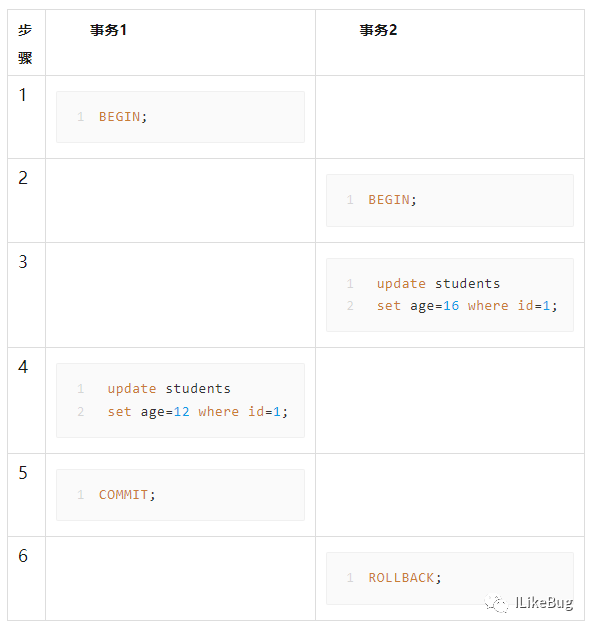 步骤 事务1 事务2
1
1 BEGIN;
2
1 BEGIN;
3
1 update students
2 set age=16 where id=1;
4
1 update students
2 set age=12 where id=1;
5
1 COMMIT;
6
1 ROLLBACK;
ILikeBug